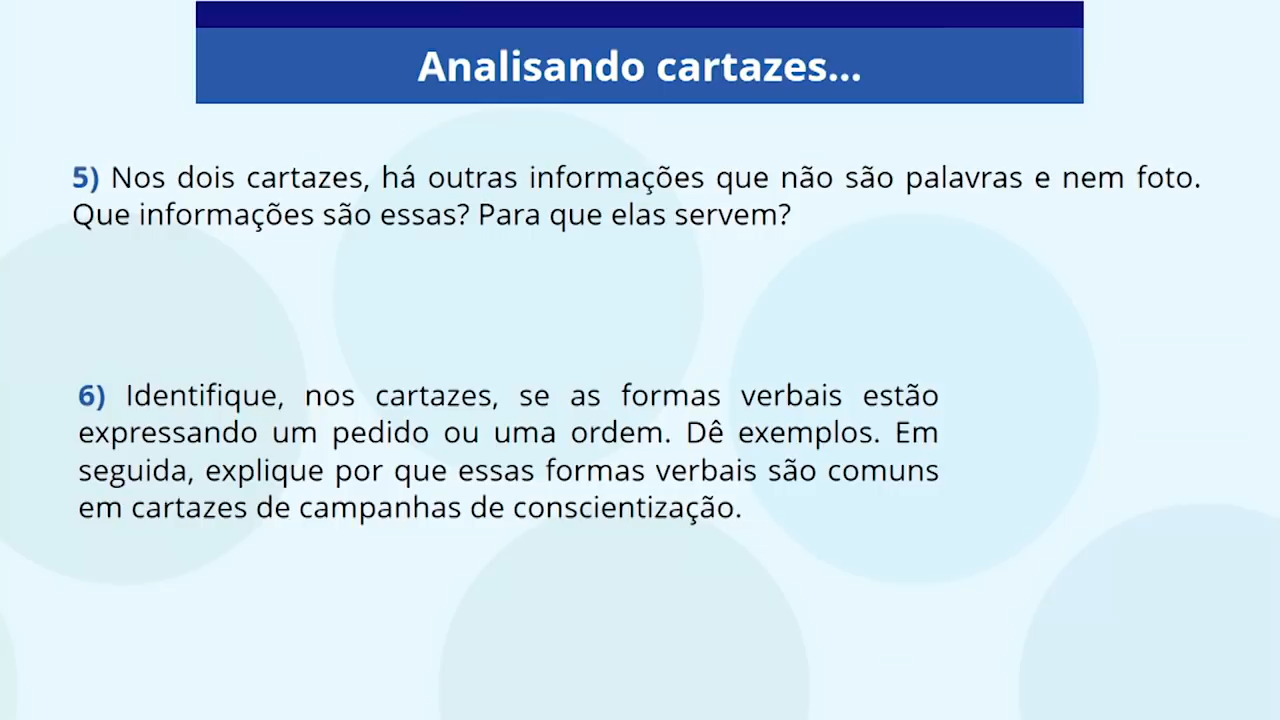 Analisando cartazes...
5) Nos dois cartazes, há outras informações que não são palavras e nem foto.
Que informações são essas? Para que elas servem?
6) Identifique, nos cartazes, se as formas verbais estão
expressando um pedido ou uma ordem. Dê exemplos. Em
seguida, explique por que essas formas verbais são comuns
em cartazes de campanhas de conscientização.